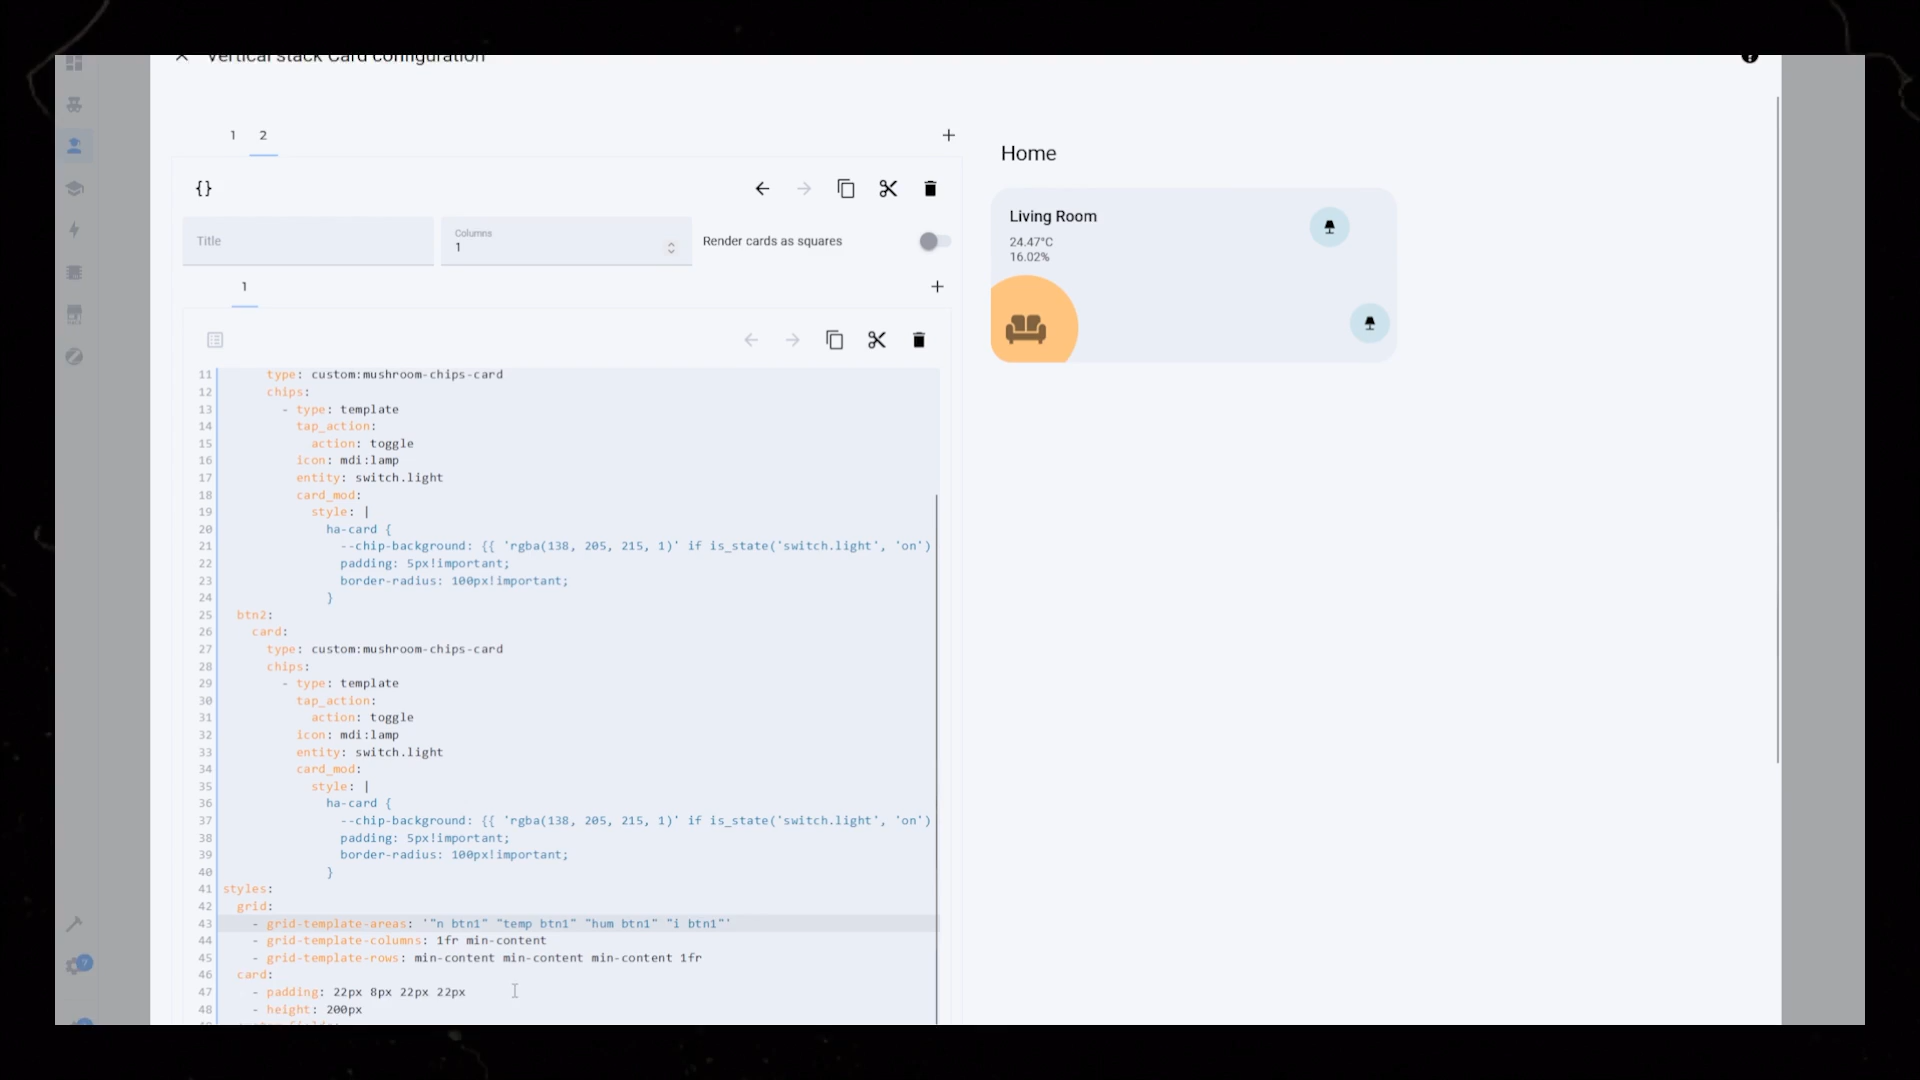 Vertical stack Card configuration
1 2
Home
{}
Title
Columns
1
Render cards as squares
Living Room
24.47°C
16.02%
1
11 type: custom:mushroom-chips-card
12 chips:
13 - type: template
14 tap_action:
15 action: toggle
16 icon: mdi:lamp
17 entity: switch.light
18 card_mod:
19 style: |
20 ha-card {
21 --chip-background: {{ 'rgba(138, 205, 215, 1)' if is_state('switch.light', 'on')
22 padding: 5px!important;
23 border-radius: 100px!important;
24 }
25 btn2:
26 card:
27 type: custom:mushroom-chips-card
28 chips:
29 - type: template
30 tap_action:
31 action: toggle
32 icon: mdi:lamp
33 entity: switch.light
34 card_mod:
35 style: |
36 ha-card {
37 --chip-background: {{ 'rgba(138, 205, 215, 1)' if is_state('switch.light', 'on')
38 padding: 5px!important;
39 border-radius: 100px!important;
40 }
41 styles:
42 grid:
43 - grid-template-areas: '"n btn1" "temp btn1" "hum btn1" "i btn1"'
44 - grid-template-columns: 1fr min-content
45 - grid-template-rows: min-content min-content min-content 1fr
46 card:
47 - padding: 22px 8px 22px 22px
48 - height: 200px
7